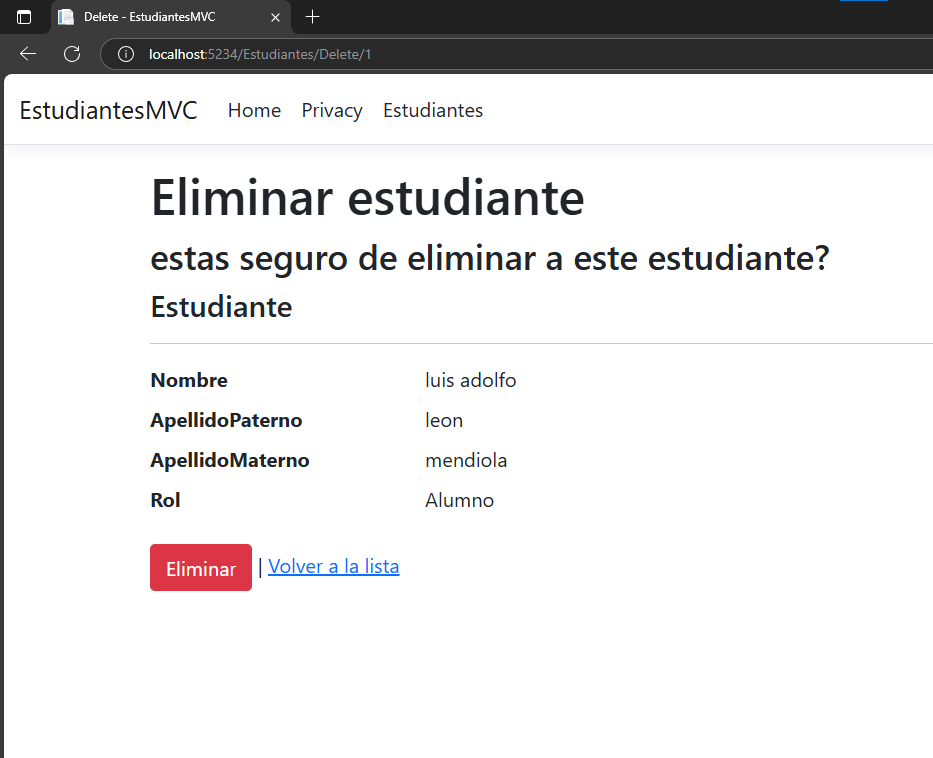 Delete - EstudiantesMVC
localhost:5234/Estudiantes/Delete/1
EstudiantesMVC Home Privacy Estudiantes
Eliminar estudiante
estas seguro de eliminar a este estudiante?
Estudiante
Nombre luis adolfo
ApellidoPaterno leon
ApellidoMaterno mendiola
Rol Alumno
Eliminar | Volver a la lista